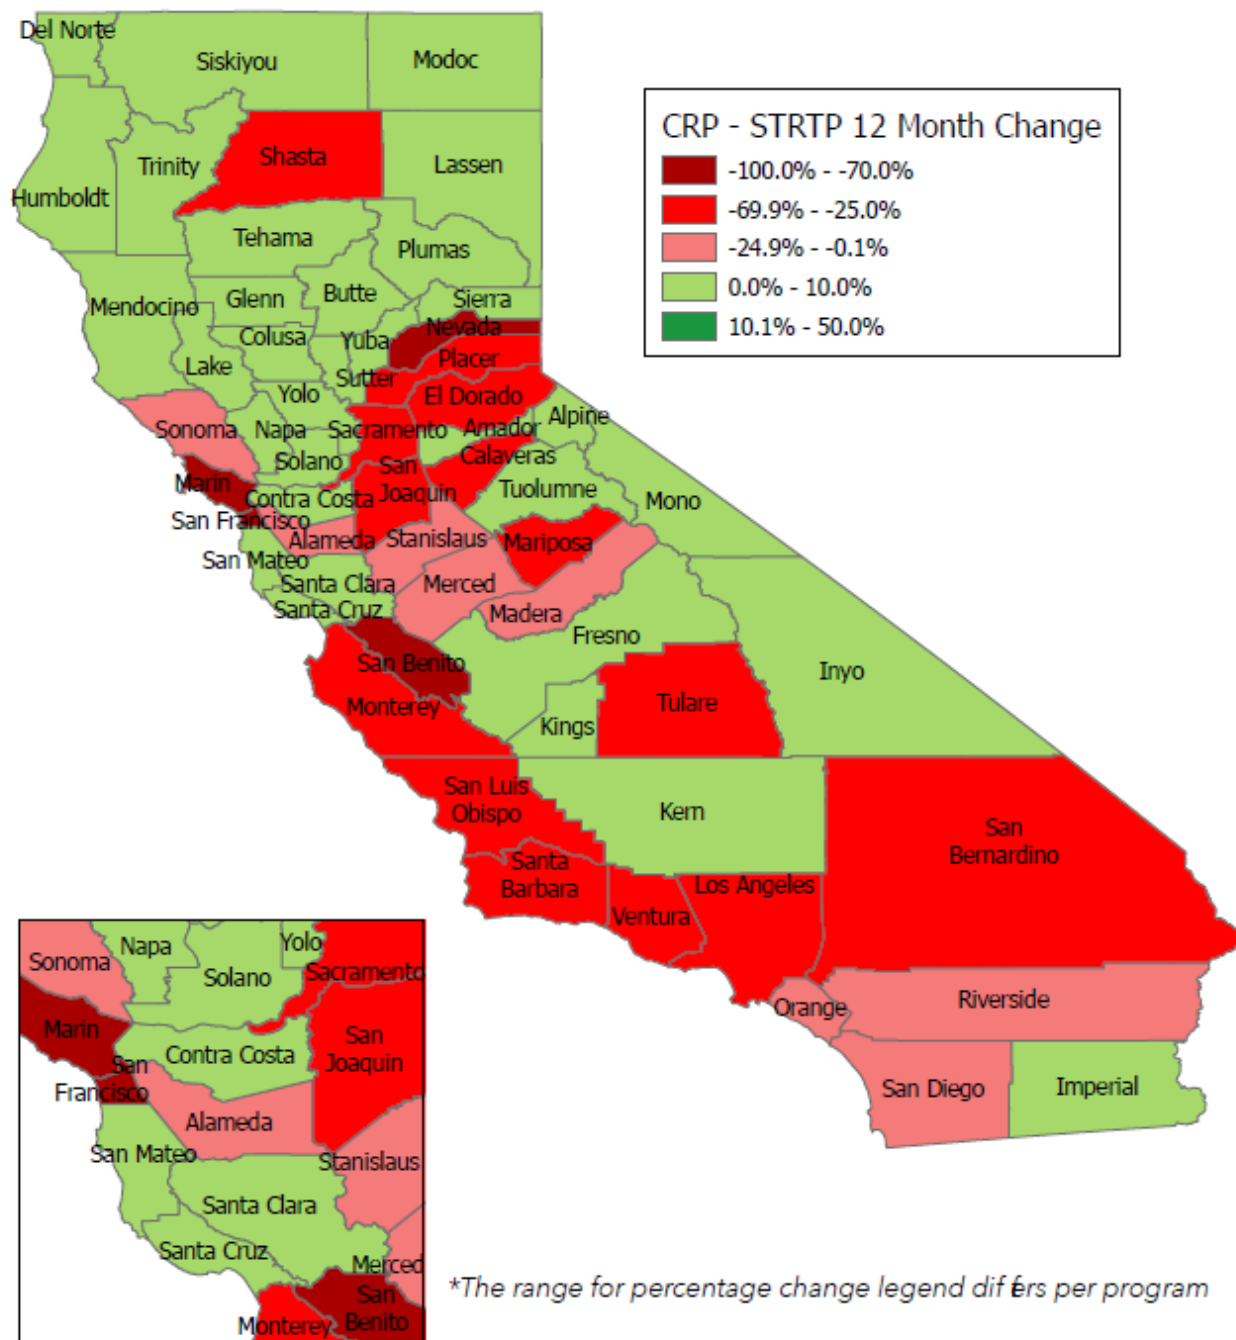 Del Norte
Siskiyou
Modoc
Shasta
Trinity
Lassen
Humboldt
Tehama
Plumas
Mendocino
Glenn
Butte
Sierra
Colusa
Yuba
Nevada
Lake
Placer
Sutter
Yolo
El Dorado
Sonoma
Napa
Sacramento
Amador
Alpine
Solano
Calaveras
Marin
San
Joaquin
Contra Costa
Tuolumne
Mono
San Francisco
Alameda
Stanislaus
Mariposa
San Mateo
Santa Clara
Merced
Santa Cruz
Madera
Fresno
San Benito
Inyo
Monterey
Kings
Tulare
San Luis
Obispo
Kern
San
Bernardino
Santa
Barbara
Los Angeles
Ventura
Orange
Riverside
San Diego
Imperial
CRP - STRTP 12 Month Change
-100.0% - -70.0%
-69.9% - -25.0%
-24.9% - -0.1%
0.0% - 10.0%
10.1% - 50.0%
Napa
Yolo
Sonoma
Solano
Sacramento
Marin
San
Joaquin
Contra Costa
San
Francisco
Alameda
San Mateo
Stanislaus
Santa Clara
Santa Cruz
Merced
San
Benito
Monterey
*The range for percentage change legend differs per program